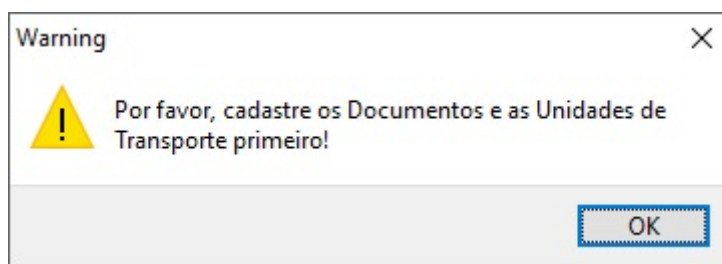 Warning
Por favor, cadastre os Documentos e as Unidades de
Transporte primeiro!
OK